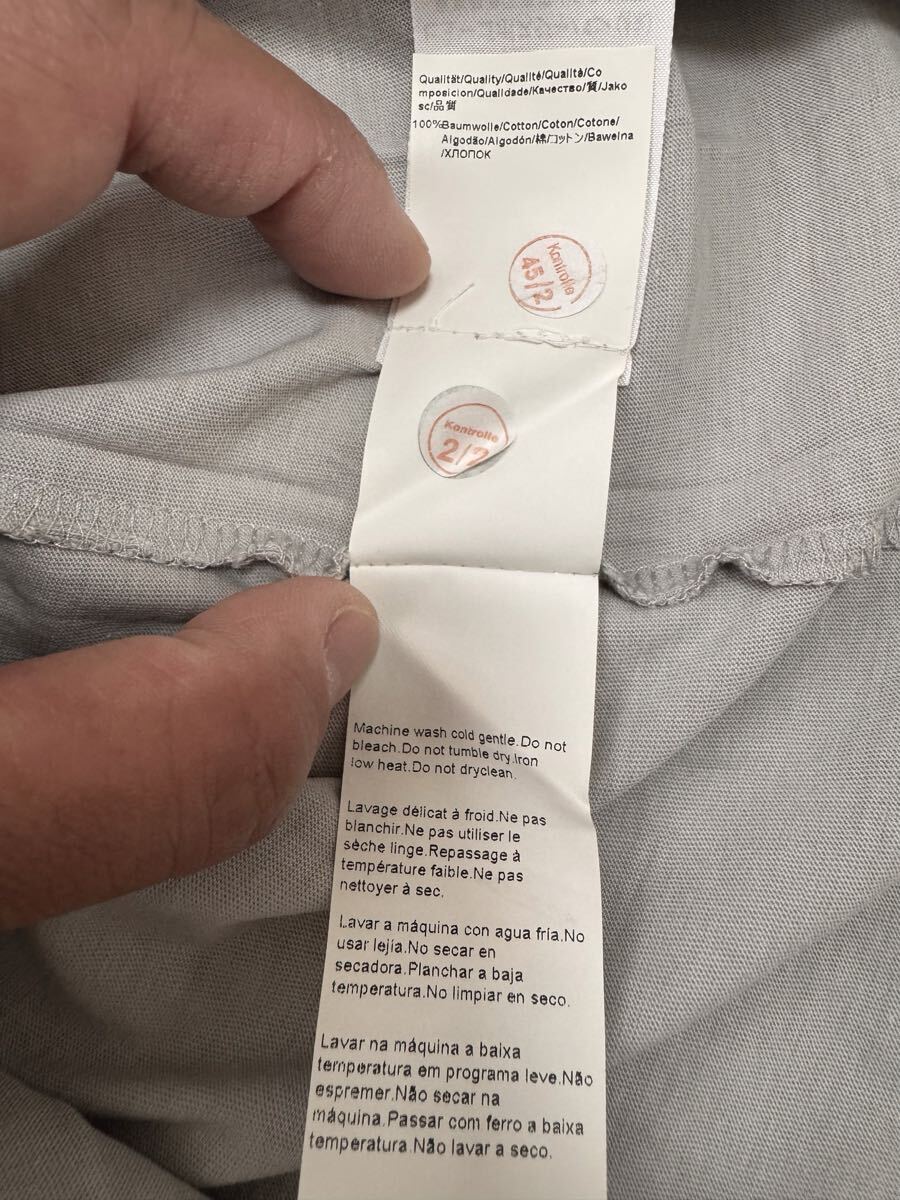 Qualität/Quality/Qualité/Qualità/Co
mposicion/Qualidade/Качество/質/Jako
sc/品質
100%Baumwolle/Cotton/Coton/Cotone/
Algodão/Algodón/棉/コットン/Bawelna
/ХЛОПОК
Kontrolle
45/2
Kontrolle
2/2
Machine wash cold gentle.Do not
bleach.Do not tumble dry.Iron
low heat.Do not dryclean.
Lavage délicat à froid.Ne pas
blanchir.Ne pas utiliser le
sèche linge.Repassage à
température faible.Ne pas
nettoyer à sec.
Lavar a máquina con agua fría.No
usar lejía.No secar en
secadora.Planchar a baja
temperatura.No limpiar en seco.
Lavar na máquina a baixa
temperatura em programa leve.Não
espremer.Não secar na
máquina.Passar com ferro a baixa
temperatura.Não lavar a seco.